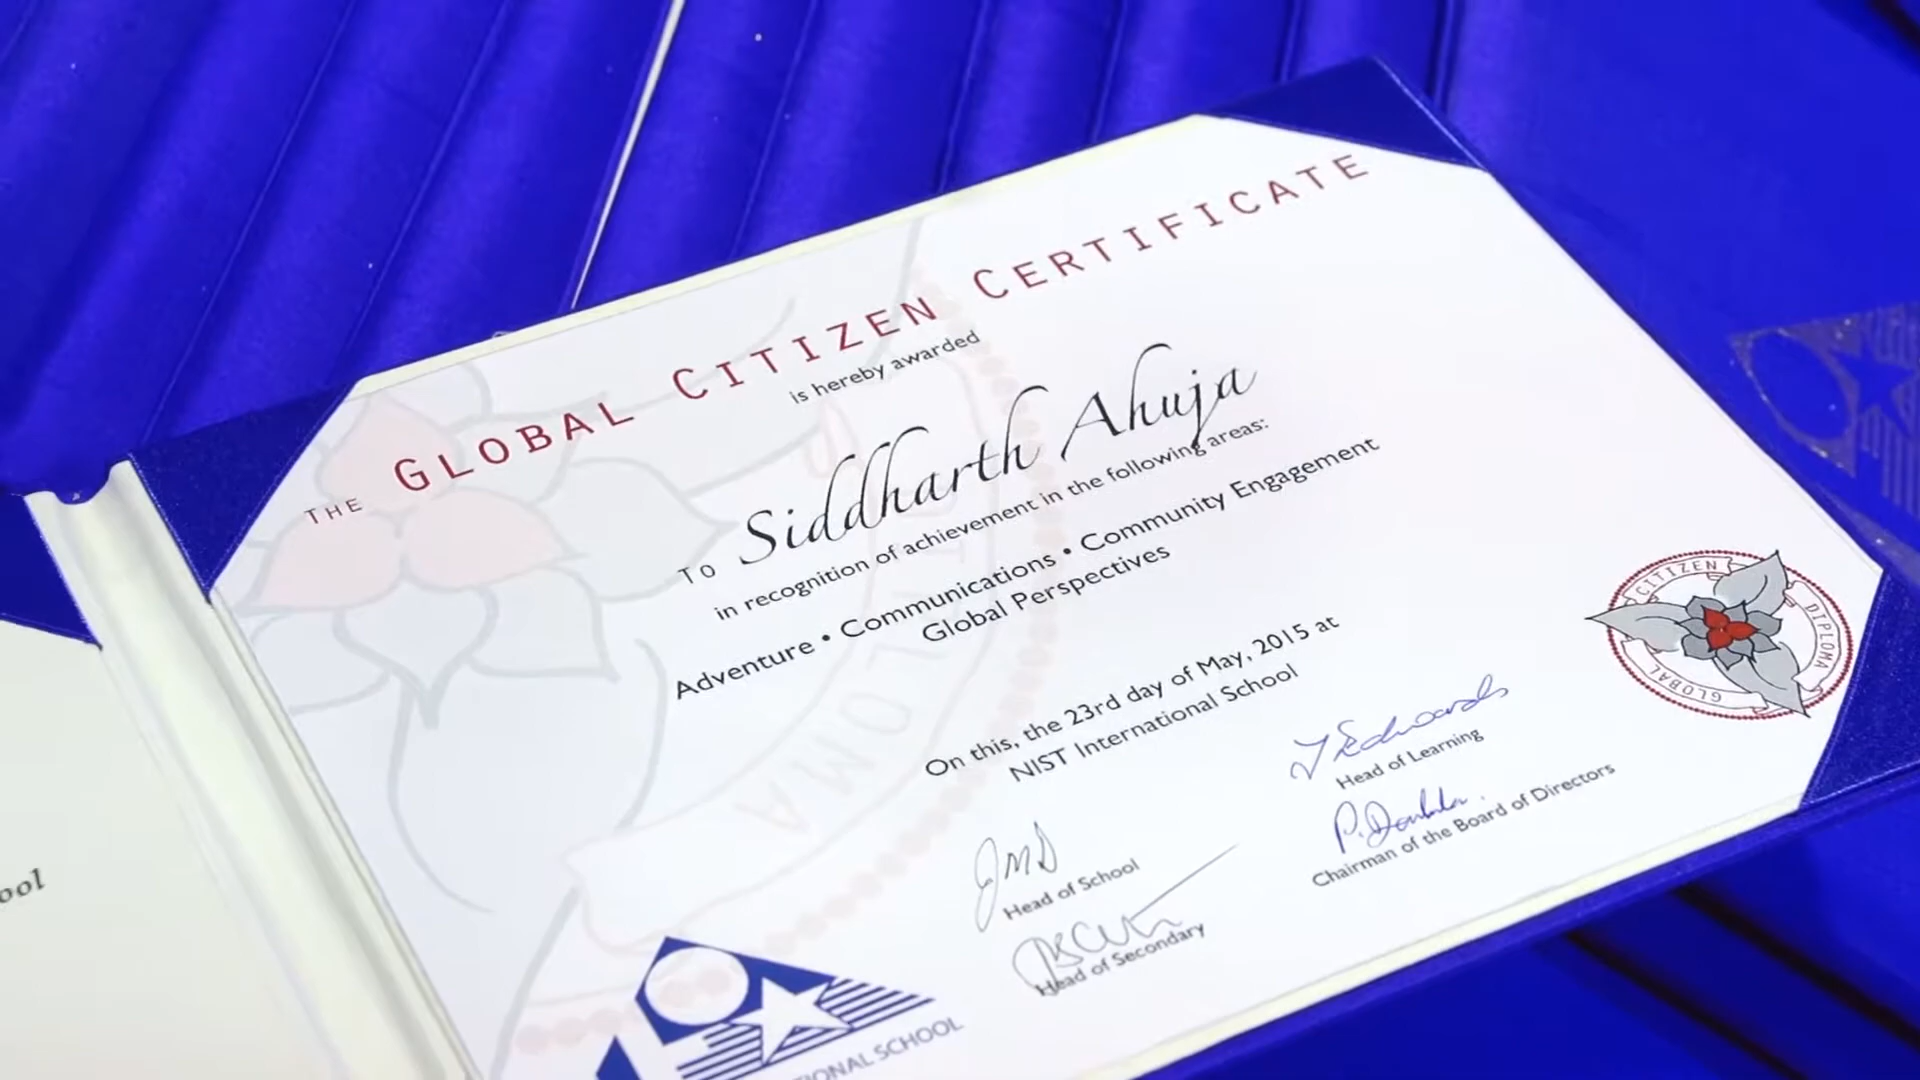 THE GLOBAL CITIZEN CERTIFICATE
is hereby awarded
TO Siddharth Ahuja
in recognition of achievement in the following areas:
Adventure • Communications • Community Engagement
Global Perspectives
On this, the 23rd day of May, 2015 at
NIST International School
Head of Learning
Chairman of the Board of Directors
Head of School
Head of Secondary
GLOBAL CITIZEN DIPLOMA
SCHOOL